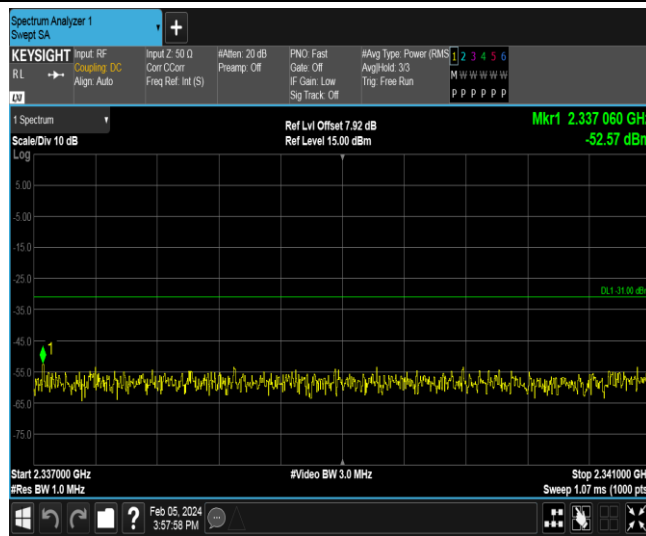 Spectrum Analyzer 1
Swept SA
+
KEYSIGHT Input: RF Input Z: 50 Ω #Atten: 20 dB PNO: Fast #Avg Type: Power (RMS 1 2 3 4 5 6
RL Coupling: DC Corr CCorr Preamp: Off Gate: Off Avg|Hold: 3/3 M W W W W W
Align: Auto Freq Ref: Int (S) IF Gain: Low Trig: Free Run
LXI Sig Track: Off P P P P P P
1 Spectrum Ref Lvl Offset 7.92 dB Mkr1 2.337 060 GHz
Scale/Div 10 dB Ref Level 15.00 dBm -52.57 dBm
Log
5.00
-5.00
-15.0
-25.0
DL1 -31.00 dBm
-35.0
-45.0
1
-55.0
-65.0
-75.0
Start 2.337000 GHz #Video BW 3.0 MHz Stop 2.341000 GHz
#Res BW 1.0 MHz Sweep 1.07 ms (1000 pts)
? Feb 05, 2024
3:57:58 PM